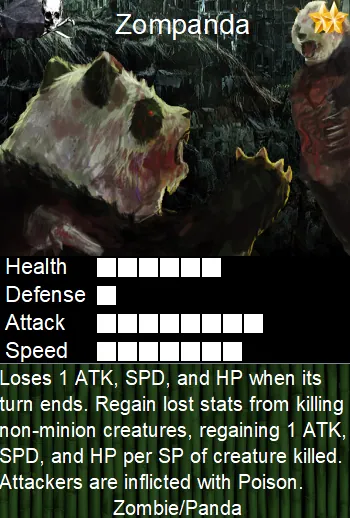 Zompanda
Health
Defense
Attack
Speed
Loses 1 ATK, SPD, and HP when its
turn ends. Regain lost stats from killing
non-minion creatures, regaining 1 ATK,
SPD, and HP per SP of creature killed.
Attackers are inflicted with Poison.
Zombie/Panda